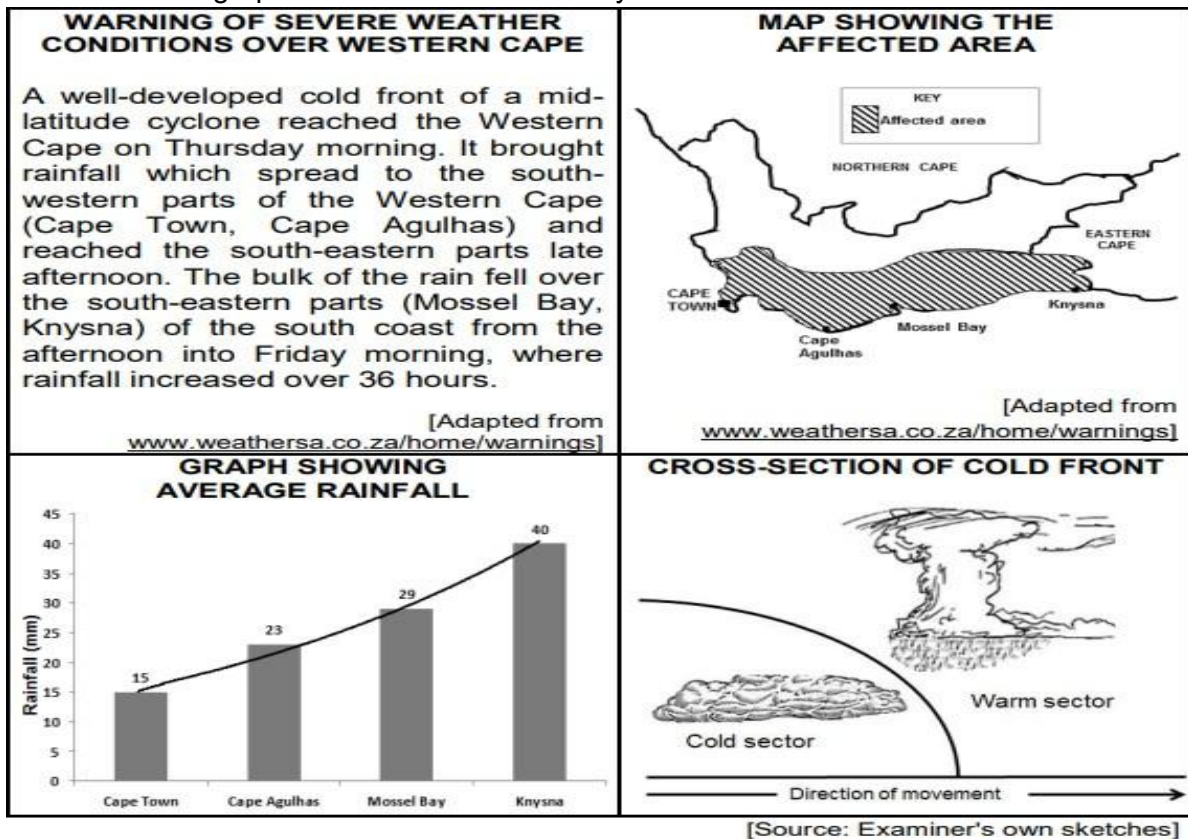 WARNING OF SEVERE WEATHER
CONDITIONS OVER WESTERN CAPE
A well-developed cold front of a mid-
latitude cyclone reached the Western
Cape on Thursday morning. It brought
rainfall which spread to the south-
western parts of the Western Cape
(Cape Town, Cape Agulhas) and
reached the south-eastern parts late
afternoon. The bulk of the rain fell over
the south-eastern parts (Mossel Bay,
Knysna) of the south coast from the
afternoon into Friday morning, where
rainfall increased over 36 hours.
[Adapted from
www.weathersa.co.za/home/warnings]
MAP SHOWING THE
AFFECTED AREA
KEY
Affected area
NORTHERN CAPE
EASTERN
CAPE
CAPE
TOWN
Knysna
Mossel Bay
Cape
Agulhas
[Adapted from
www.weathersa.co.za/home/warnings]
GRAPH SHOWING
AVERAGE RAINFALL
Rainfall (mm)
45
40
35
30
25
20
15
10
5
0
15
23
29
40
Cape Town
Cape Agulhas
Mossel Bay
Knysna
CROSS-SECTION OF COLD FRONT
Warm sector
Cold sector
Direction of movement
[Source: Examiner's own sketches]